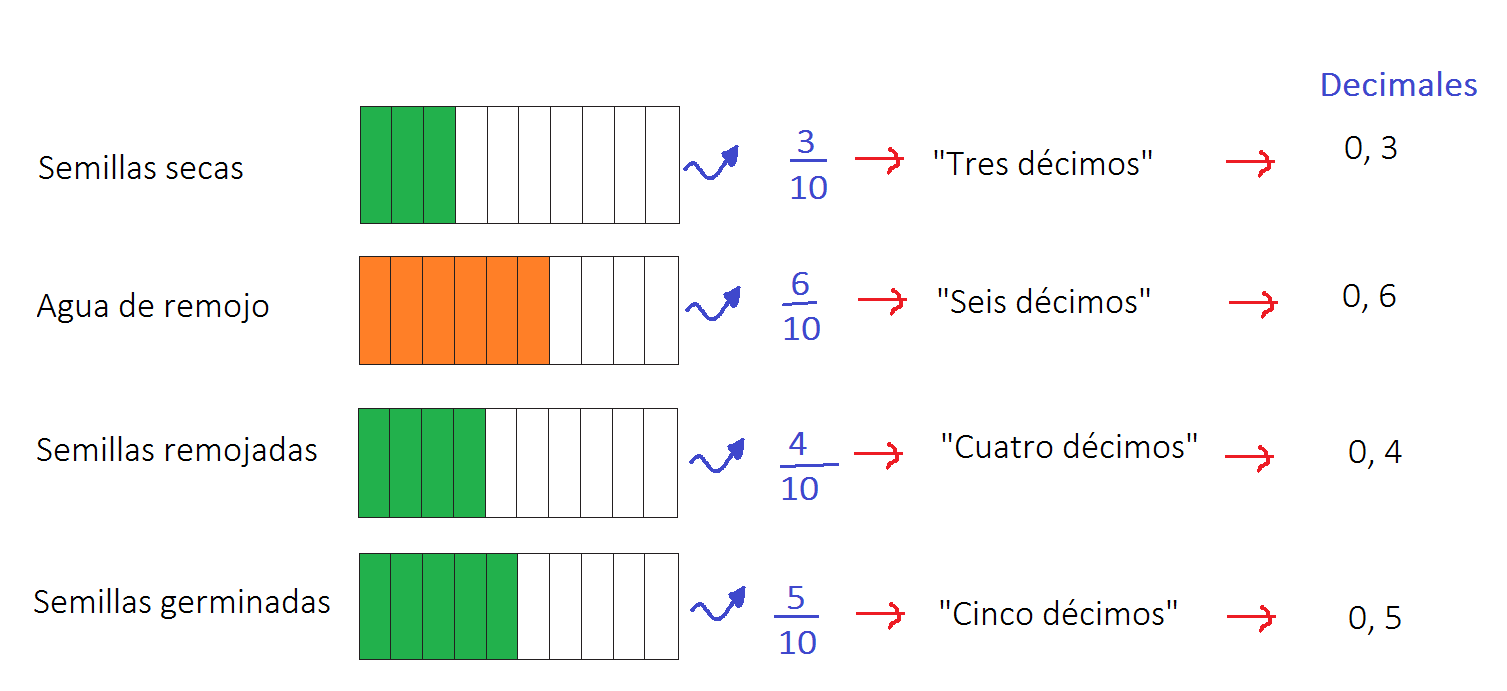 Decimales
Semillas secas 3/10 "Tres décimos" 0, 3
Agua de remojo 6/10 "Seis décimos" 0, 6
Semillas remojadas 4/10 "Cuatro décimos" 0, 4
Semillas germinadas 5/10 "Cinco décimos" 0, 5